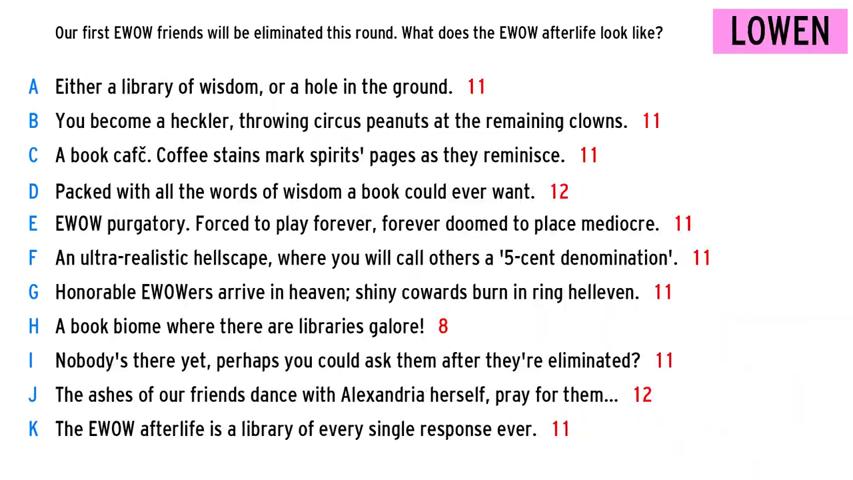 Our first EWOW friends will be eliminated this round. What does the EWOW afterlife look like?
LOWEN
A Either a library of wisdom, or a hole in the ground. 11
B You become a heckler, throwing circus peanuts at the remaining clowns. 11
C A book cafč. Coffee stains mark spirits' pages as they reminisce. 11
D Packed with all the words of wisdom a book could ever want. 12
E EWOW purgatory. Forced to play forever, forever doomed to place mediocre. 11
F An ultra-realistic hellscape, where you will call others a '5-cent denomination'. 11
G Honorable EWOWers arrive in heaven; shiny cowards burn in ring helleven. 11
H A book biome where there are libraries galore! 8
I Nobody's there yet, perhaps you could ask them after they're eliminated? 11
J The ashes of our friends dance with Alexandria herself, pray for them... 12
K The EWOW afterlife is a library of every single response ever. 11